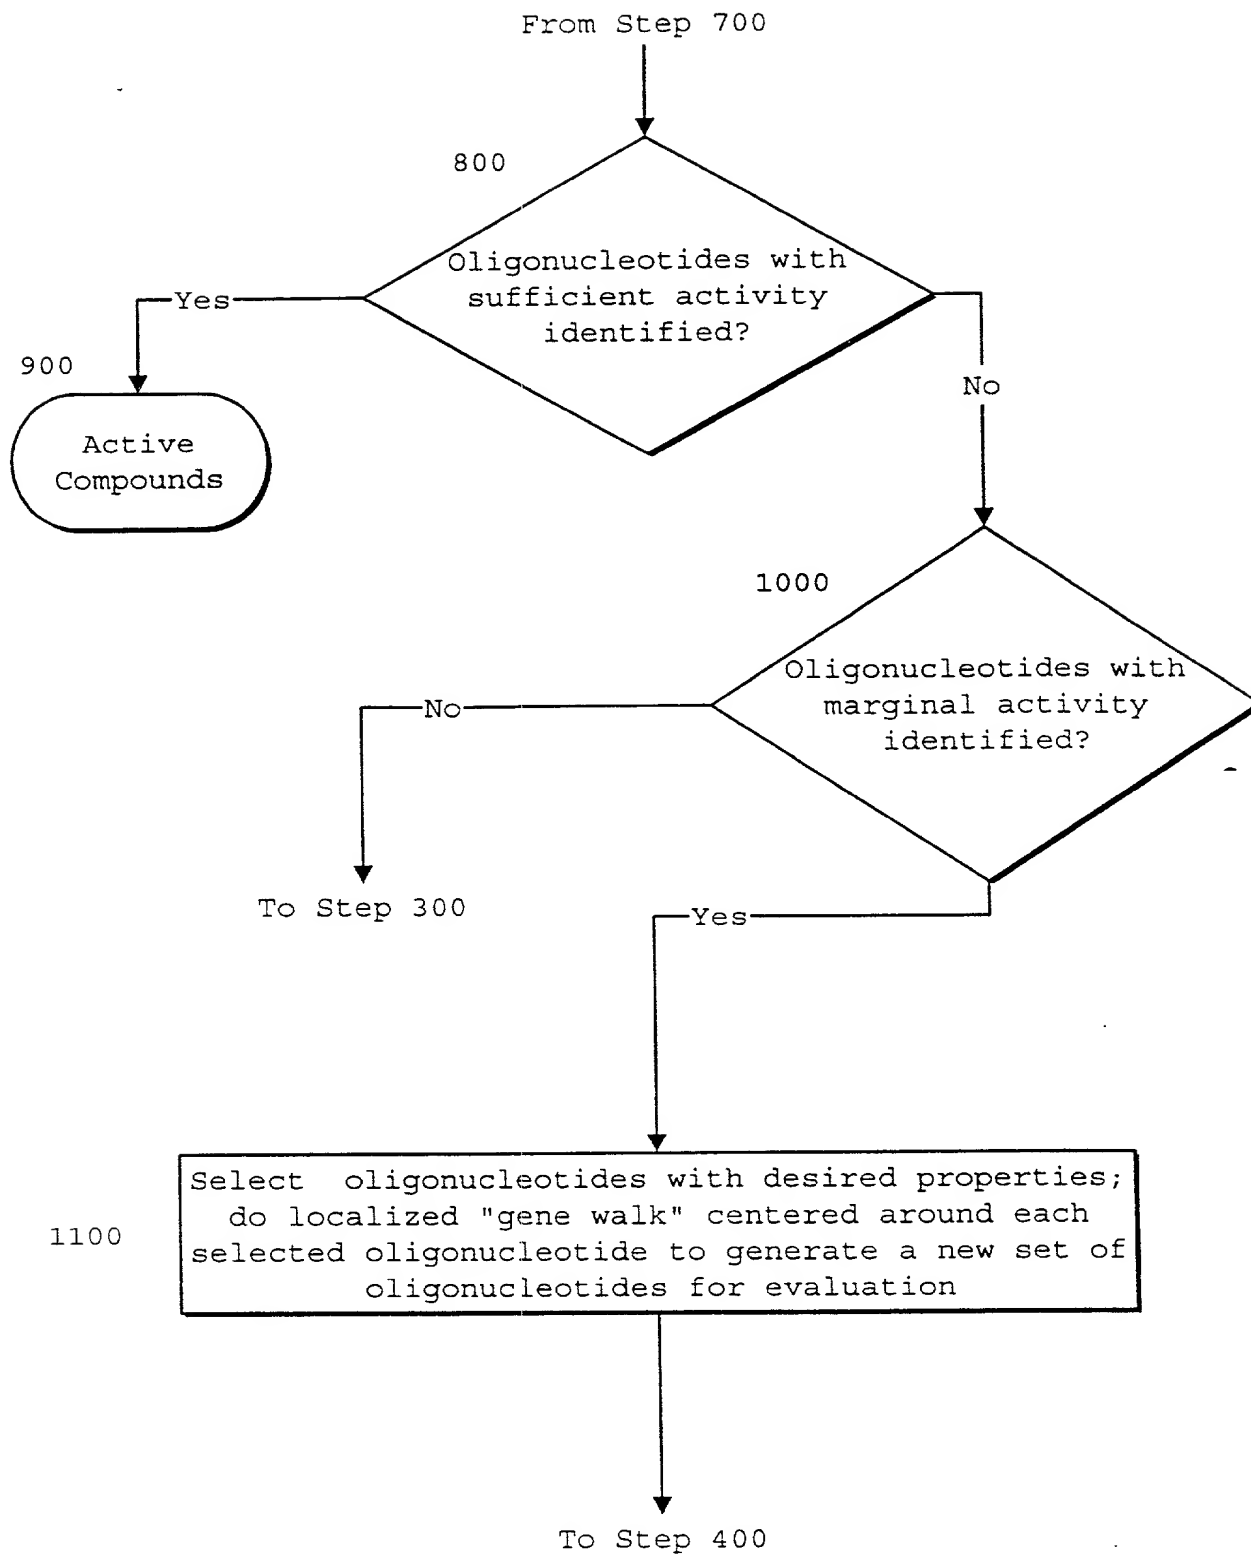 From Step 700
800
Oligonucleotides with
sufficient activity
identified?
Yes
No
900
Active
Compounds
1000
Oligonucleotides with
marginal activity
identified?
No
To Step 300
Yes
1100
Select oligonucleotides with desired properties;
do localized "gene walk" centered around each
selected oligonucleotide to generate a new set of
oligonucleotides for evaluation
To Step 400